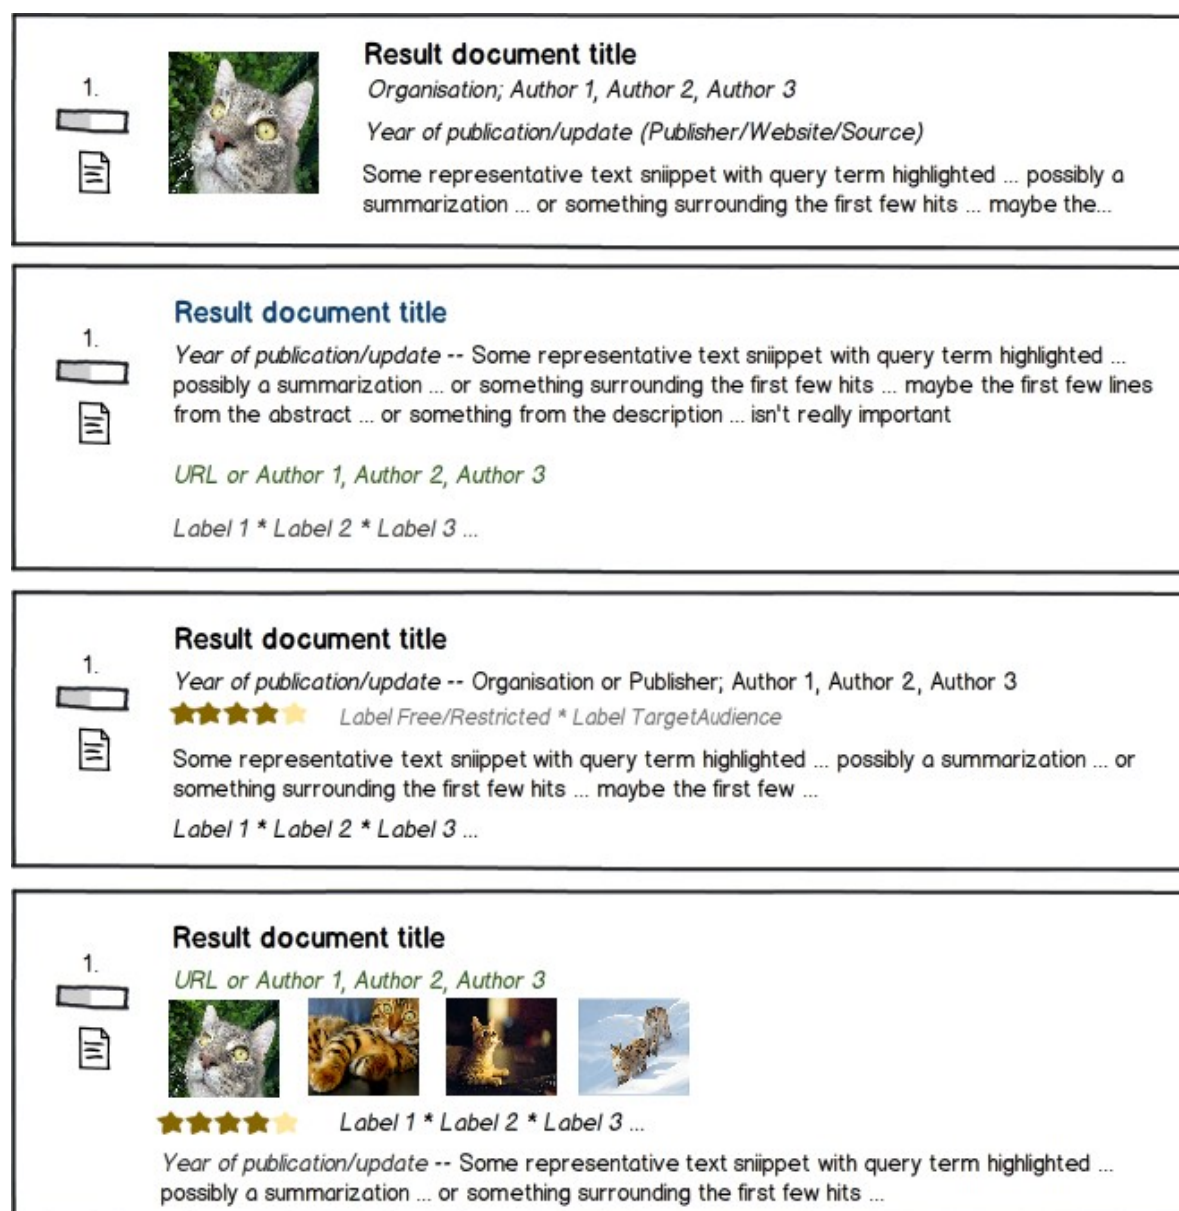 1.
Result document title
Organisation; Author 1, Author 2, Author 3
Year of publication/update (Publisher/Website/Source)
Some representative text sniippet with query term highlighted ... possibly a
summarization ... or something surrounding the first few hits ... maybe the...
1.
Result document title
Year of publication/update -- Some representative text sniippet with query term highlighted ...
possibly a summarization ... or something surrounding the first few hits ... maybe the first few lines
from the abstract ... or something from the description ... isn't really important
URL or Author 1, Author 2, Author 3
Label 1 * Label 2 * Label 3 ...
1.
Result document title
Year of publication/update -- Organisation or Publisher; Author 1, Author 2, Author 3
Label Free/Restricted * Label TargetAudience
Some representative text sniippet with query term highlighted ... possibly a summarization ... or
something surrounding the first few hits ... maybe the first few ...
Label 1 * Label 2 * Label 3 ...
1.
Result document title
URL or Author 1, Author 2, Author 3
Label 1 * Label 2 * Label 3 ...
Year of publication/update -- Some representative text sniippet with query term highlighted ...
possibly a summarization ... or something surrounding the first few hits ...